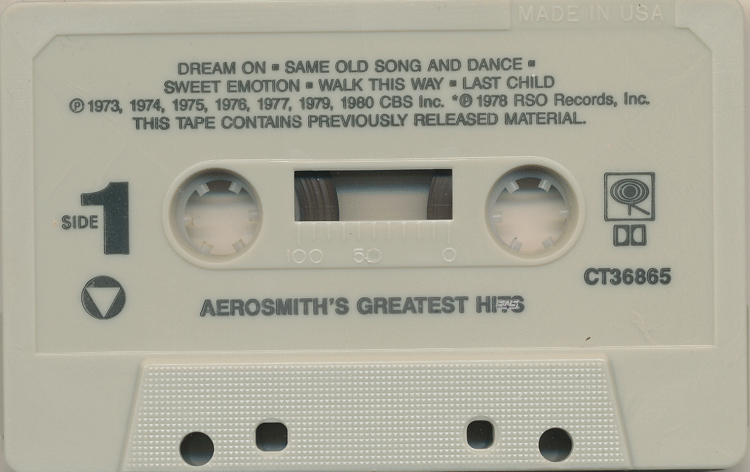 MADE IN USA
DREAM ON ▪ SAME OLD SONG AND DANCE ▪
SWEET EMOTION ▪ WALK THIS WAY ▪ LAST CHILD
℗ 1973, 1974, 1975, 1976, 1977, 1979, 1980 CBS Inc. *℗ 1978 RSO Records, Inc.
THIS TAPE CONTAINS PREVIOUSLY RELEASED MATERIAL.
SIDE 1
100 50 0
CT36865
AEROSMITH'S GREATEST HITS